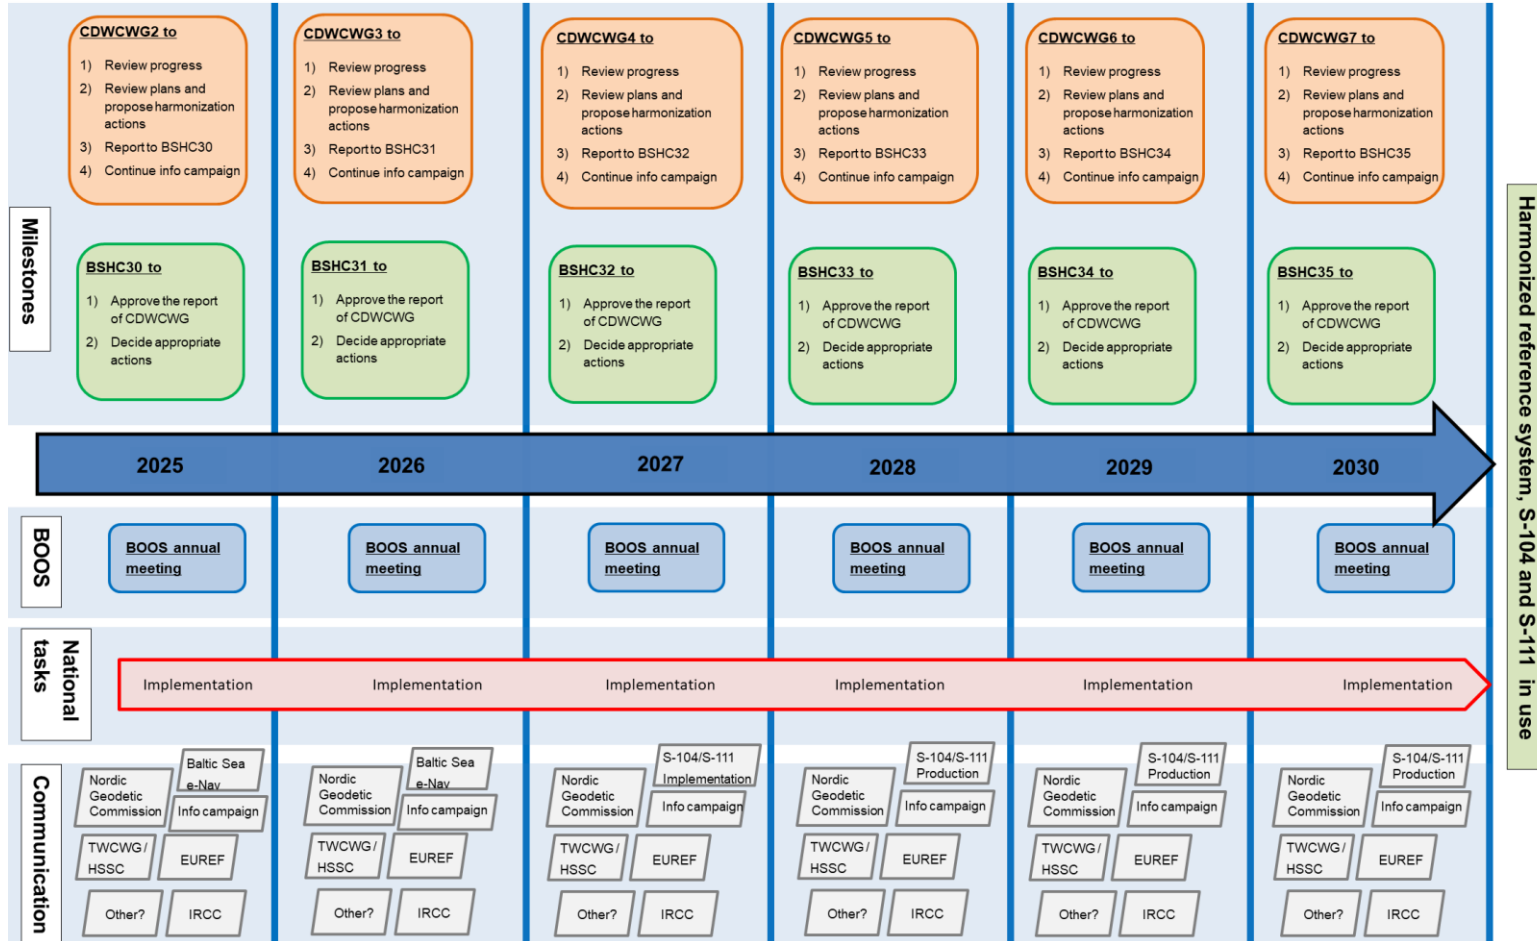 CDWCWG2 to
1) Review progress
2) Review plans and
propose harmonization
actions
3) Report to BSHC30
4) Continue info campaign
CDWCWG3 to
1) Review progress
2) Review plans and
propose harmonization
actions
3) Report to BSHC31
4) Continue info campaign
CDWCWG4 to
1) Review progress
2) Review plans and
propose harmonization
actions
3) Report to BSHC32
4) Continue info campaign
CDWCWG5 to
1) Review progress
2) Review plans and
propose harmonization
actions
3) Report to BSHC33
4) Continue info campaign
CDWCWG6 to
1) Review progress
2) Review plans and
propose harmonization
actions
3) Report to BSHC34
4) Continue info campaign
CDWCWG7 to
1) Review progress
2) Review plans and
propose harmonization
actions
3) Report to BSHC35
4) Continue info campaign
Milestones
BSHC30 to
1) Approve the report
of CDWCWG
2) Decide appropriate
actions
BSHC31 to
1) Approve the report
of CDWCWG
2) Decide appropriate
actions
BSHC32 to
1) Approve the report
of CDWCWG
2) Decide appropriate
actions
BSHC33 to
1) Approve the report
of CDWCWG
2) Decide appropriate
actions
BSHC34 to
1) Approve the report
of CDWCWG
2) Decide appropriate
actions
BSHC35 to
1) Approve the report
of CDWCWG
2) Decide appropriate
actions
Harmonized reference system, S-104 and S-111 in use
2025
2026
2027
2028
2029
2030
BOOS
BOOS annual
meeting
BOOS annual
meeting
BOOS annual
meeting
BOOS annual
meeting
BOOS annual
meeting
BOOS annual
meeting
National
tasks
Implementation
Implementation
Implementation
Implementation
Implementation
Implementation
Communication
Nordic
Geodetic
Commission
Baltic Sea
e-Nav
Info campaign
TWCWG/
HSSC
EUREF
Other?
IRCC
Nordic
Geodetic
Commission
Baltic Sea
e-Nav
Info campaign
TWCWG/
HSSC
EUREF
Other?
IRCC
Nordic
Geodetic
Commission
S-104/S-111
Implementation
Info campaign
TWCWG/
HSSC
EUREF
Other?
IRCC
Nordic
Geodetic
Commission
S-104/S-111
Production
Info campaign
TWCWG/
HSSC
EUREF
Other?
IRCC
Nordic
Geodetic
Commission
S-104/S-111
Production
Info campaign
TWCWG/
HSSC
EUREF
Other?
IRCC
Nordic
Geodetic
Commission
S-104/S-111
Production
Info campaign
TWCWG/
HSSC
EUREF
Other?
IRCC